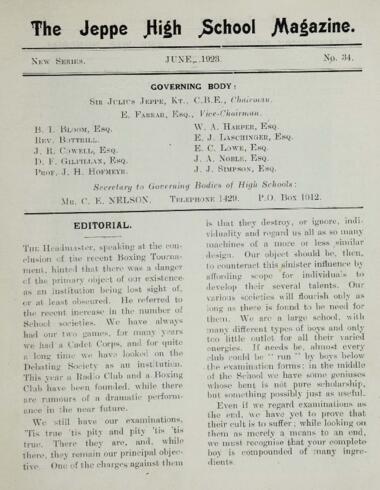 The Jeppe High School Magazine.
New Series. JUNE, 1923. No. 34.
GOVERNING BODY:
Sir Julius Jeppe, Kt., C.B.E., Chairman.
E. Farrar, Esq., Vice-Chairman.
B. I. Bloom, Esq.
Rev. Bottrill.
J. R. Cowell, Esq.
D. F. Gilfillan, Esq.
Prof. J. H. Hofmeyr.
W. A. Harper, Esq.
E. J. Laschinger, Esq.
E. C. Lowe, Esq.
J. A. Noble, Esq.
J. J. Simpson, Esq.
Secretary to Governing Bodies of High Schools:
Mr. C. E. NELSON. Telephone 1429. P.O. Box 1012.
EDITORIAL.
The Headmaster, speaking at the con-
clusion of the recent Boxing Tourna-
ment, hinted that there was a danger
of the primary object of our existence
as an institution being lost sight of,
or at least obscured. He referred to
the recent increase in the number of
School societies. We have always
had our two games, for many years
we had a Cadet Corps, and for quite
a long time we have looked on the
Debating Society as an institution.
This year a Radio Club and a Boxing
Club have been founded, while there
are rumours of a dramatic perform-
ance in the near future.
We still have our examinations,
'Tis true 'tis pity and pity 'tis 'tis
true. There they are, and, while
there, they remain our principal objec-
tive. One of the charges against them
is that they destroy, or ignore, indi-
viduality and regard us all as so many
machines of a more or less similar
design. Our object should be, then,
to counteract this sinister influence by
affording scope for individuals to
develop their several talents. Our
various societies will flourish only as
long as there is found to be need for
them. We are a large school, with
many different types of boys and only
too little outlet for all their varied
energies. If needs be, almost every
club could be "run" by boys below
the examination forms; in the middle
of the School we have some geniuses
whose bent is not pure scholarship,
but something possibly just as useful.
Even if we regard examinations as
the end, we have yet to prove that
their cult is to suffer; while looking on
them as merely a means to an end,
we must recognise that your complete
boy is compounded of many ingre-
dients.